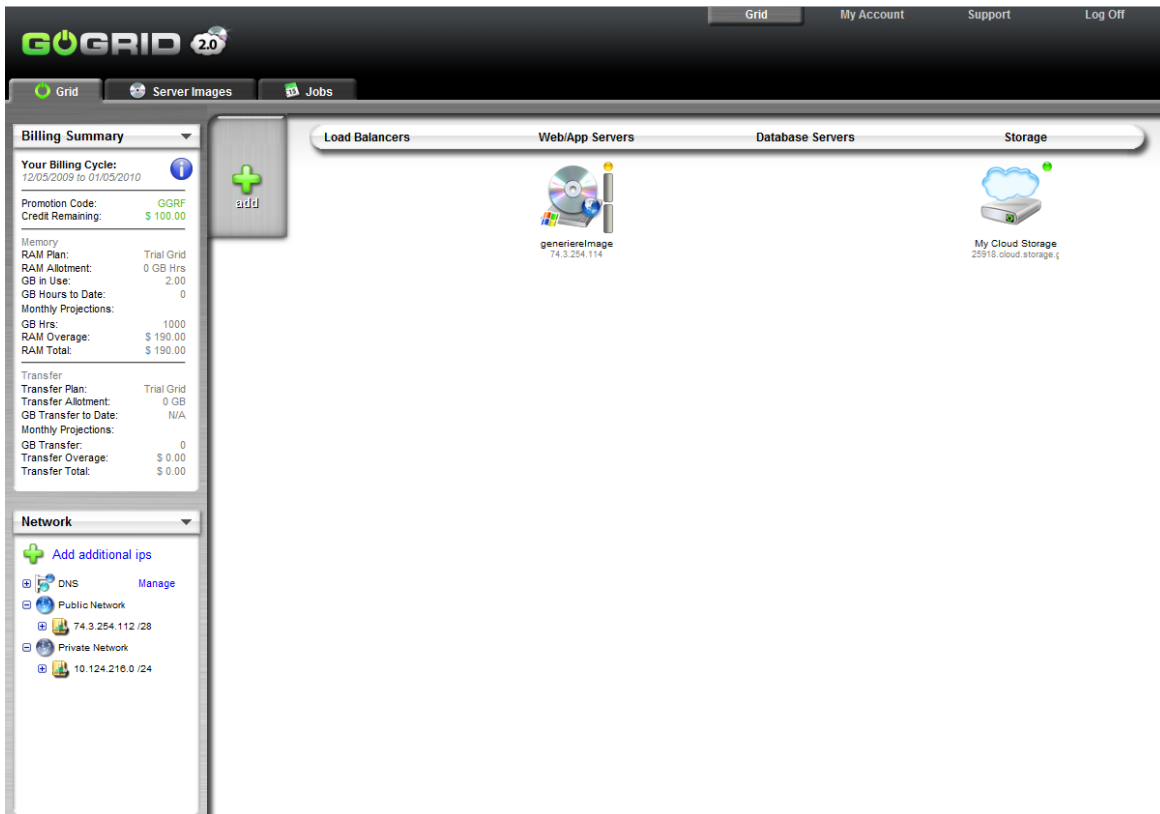 Grid My Account Support Log Off
GOGRID 2.0
Grid Server Images Jobs
Billing Summary
Your Billing Cycle:
12/05/2009 to 01/05/2010
Promotion Code: GGRF
Credit Remaining: $ 100.00
Memory
RAM Plan: Trial Grid
RAM Allotment: 0 GB Hrs
GB in Use: 2.00
GB Hours to Date: 0
Monthly Projections:
GB Hrs: 1000
RAM Overage: $ 190.00
RAM Total: $ 190.00
Transfer
Transfer Plan: Trial Grid
Transfer Allotment: 0 GB
GB Transfer to Date: N/A
Monthly Projections:
GB Transfer: 0
Transfer Overage: $ 0.00
Transfer Total: $ 0.00
Network
Add additional ips
DNS Manage
Public Network
74.3.254.112 /28
Private Network
10.124.216.0 /24
add
Load Balancers Web/App Servers Database Servers Storage
generiereImage
74.3.254.114
My Cloud Storage
25918.cloud.storage.g